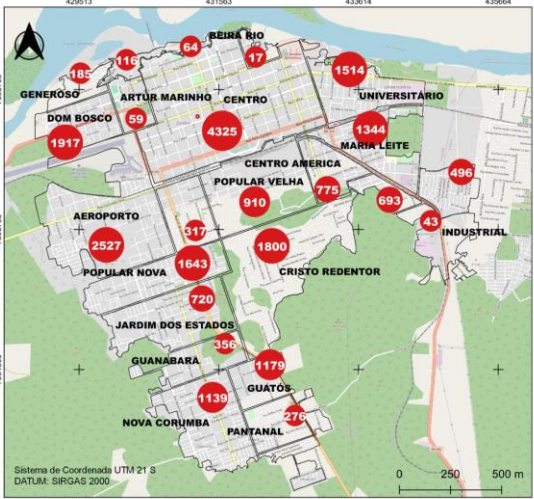 429513 431563 433614 435664
BEIRA RIO
64
116
17
185
1514
GENEROSO
ARTUR MARINHO
CENTRO
UNIVERSITÁRIO
DOM BOSCO
59
4325
1344
1917
MARIA LEITE
CENTRO AMERICA
496
POPULAR VELHA
775
693
910
AEROPORTO
43
317
INDUSTRIAL
2527
1800
1643
POPULAR NOVA
CRISTO REDENTOR
720
JARDIM DOS ESTADOS
356
GUANABARA
1179
GUATÓS
1139
276
NOVA CORUMBA
PANTANAL
Sistema de Coordenada UTM 21 S
DATUM: SIRGAS 2000
0 250 500 m